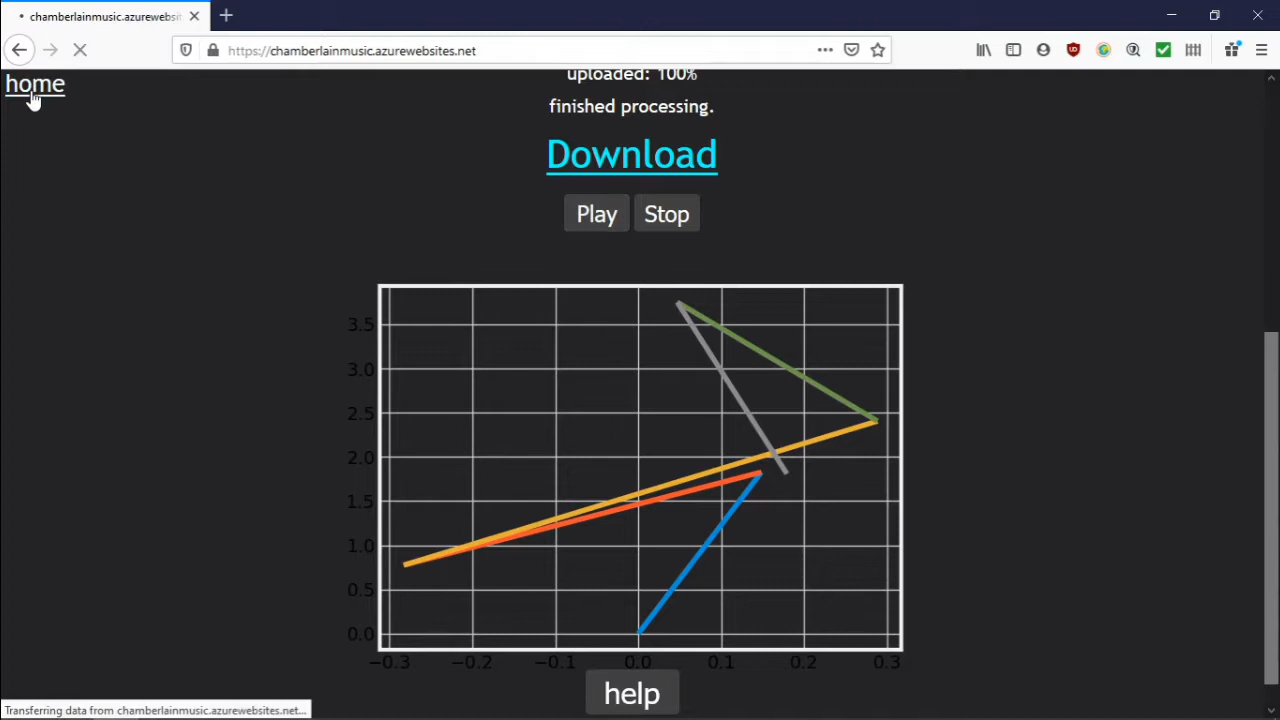 chamberlainmusic.azurewebsit
https://chamberlainmusic.azurewebsites.net
home
uploaded: 100%
finished processing.
Download
Play Stop
3.5
3.0
2.5
2.0
1.5
1.0
0.5
0.0
−0.3 −0.2 −0.1 0.0 0.1 0.2 0.3
help
Transferring data from chamberlainmusic.azurewebsites.net...